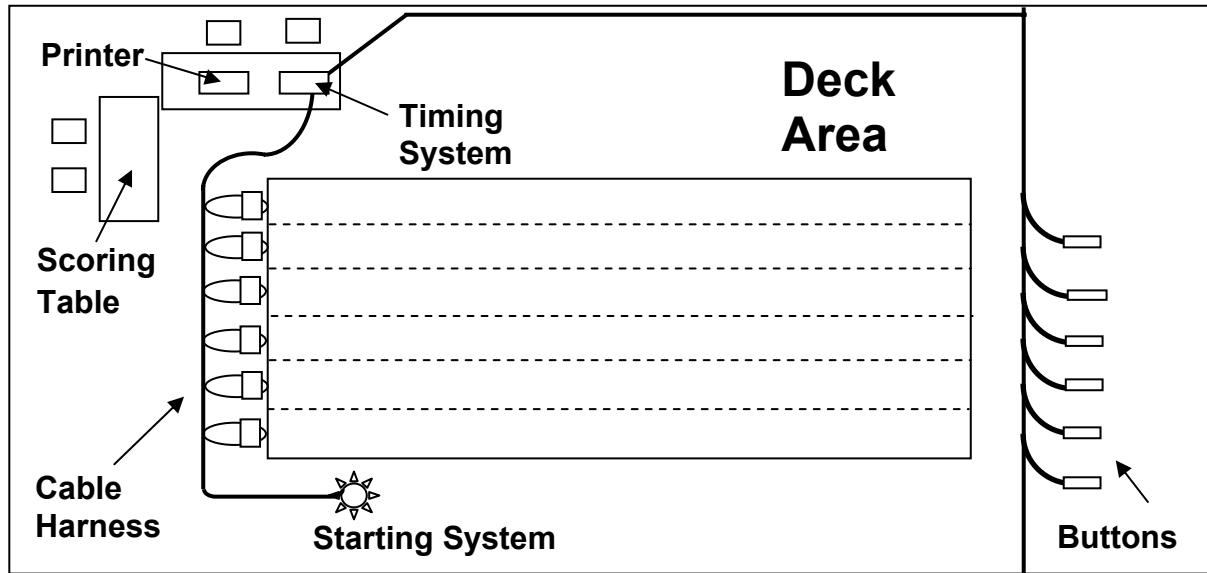 Printer
Deck
Area
Timing
System
Scoring
Table
Cable
Harness
Starting System
Buttons